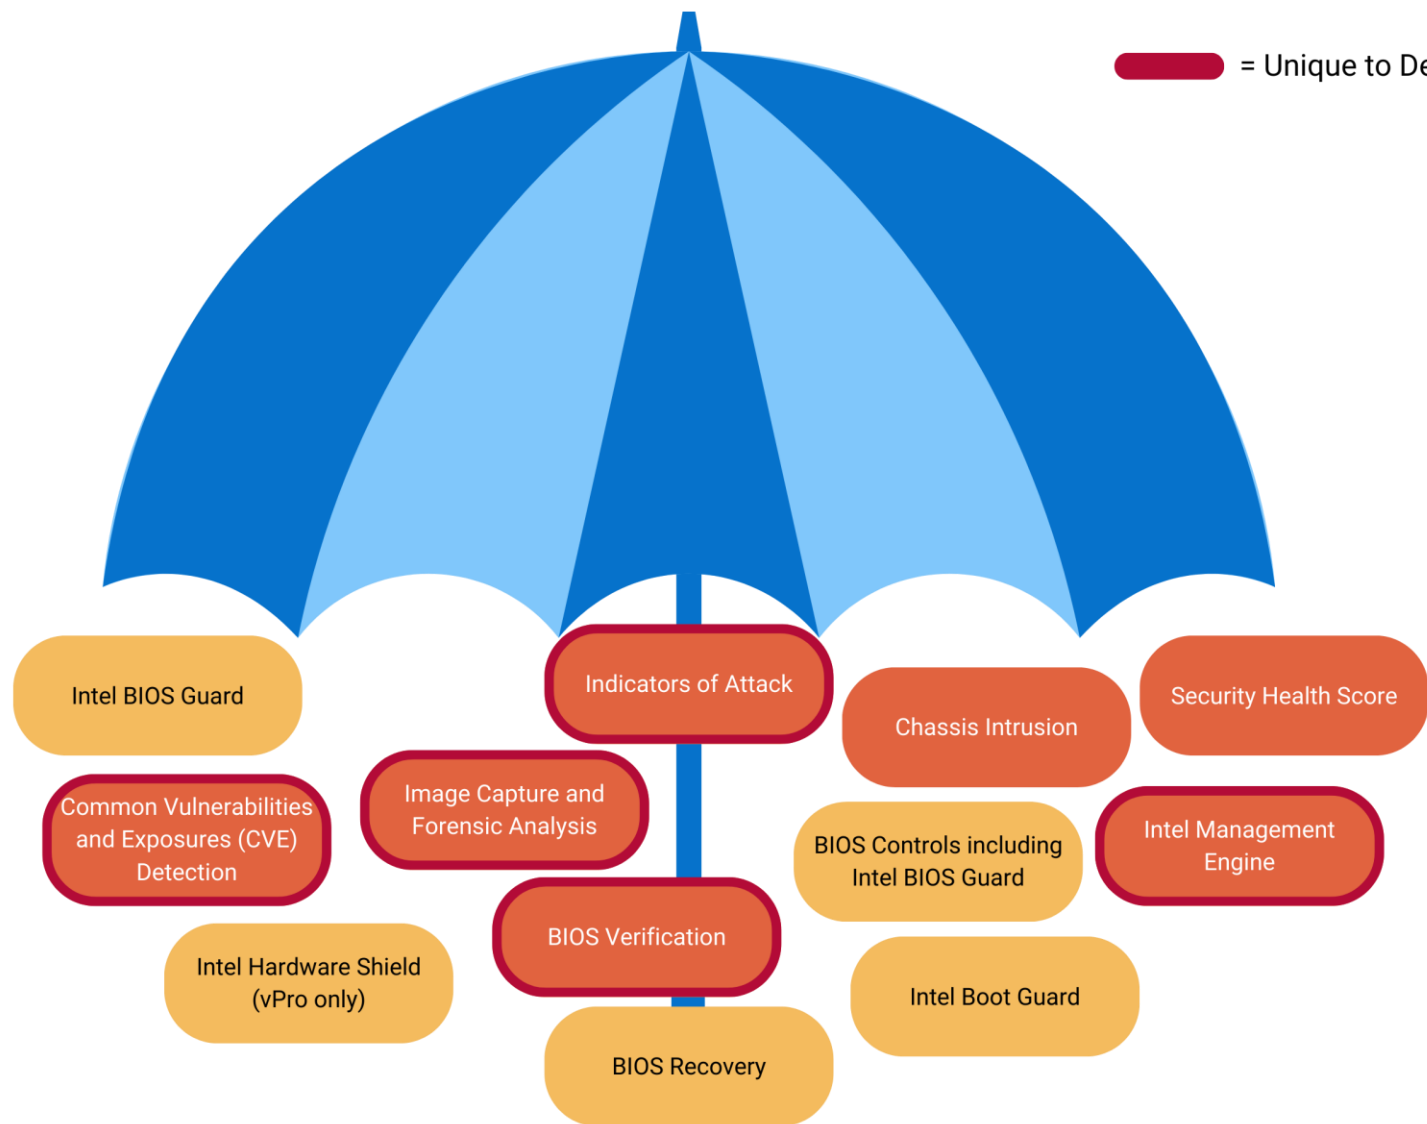 = Unique to De
Intel BIOS Guard
Indicators of Attack
Chassis Intrusion
Security Health Score
Common Vulnerabilities
and Exposures (CVE)
Detection
Image Capture and
Forensic Analysis
BIOS Controls including
Intel BIOS Guard
Intel Management
Engine
BIOS Verification
Intel Hardware Shield
(vPro only)
Intel Boot Guard
BIOS Recovery